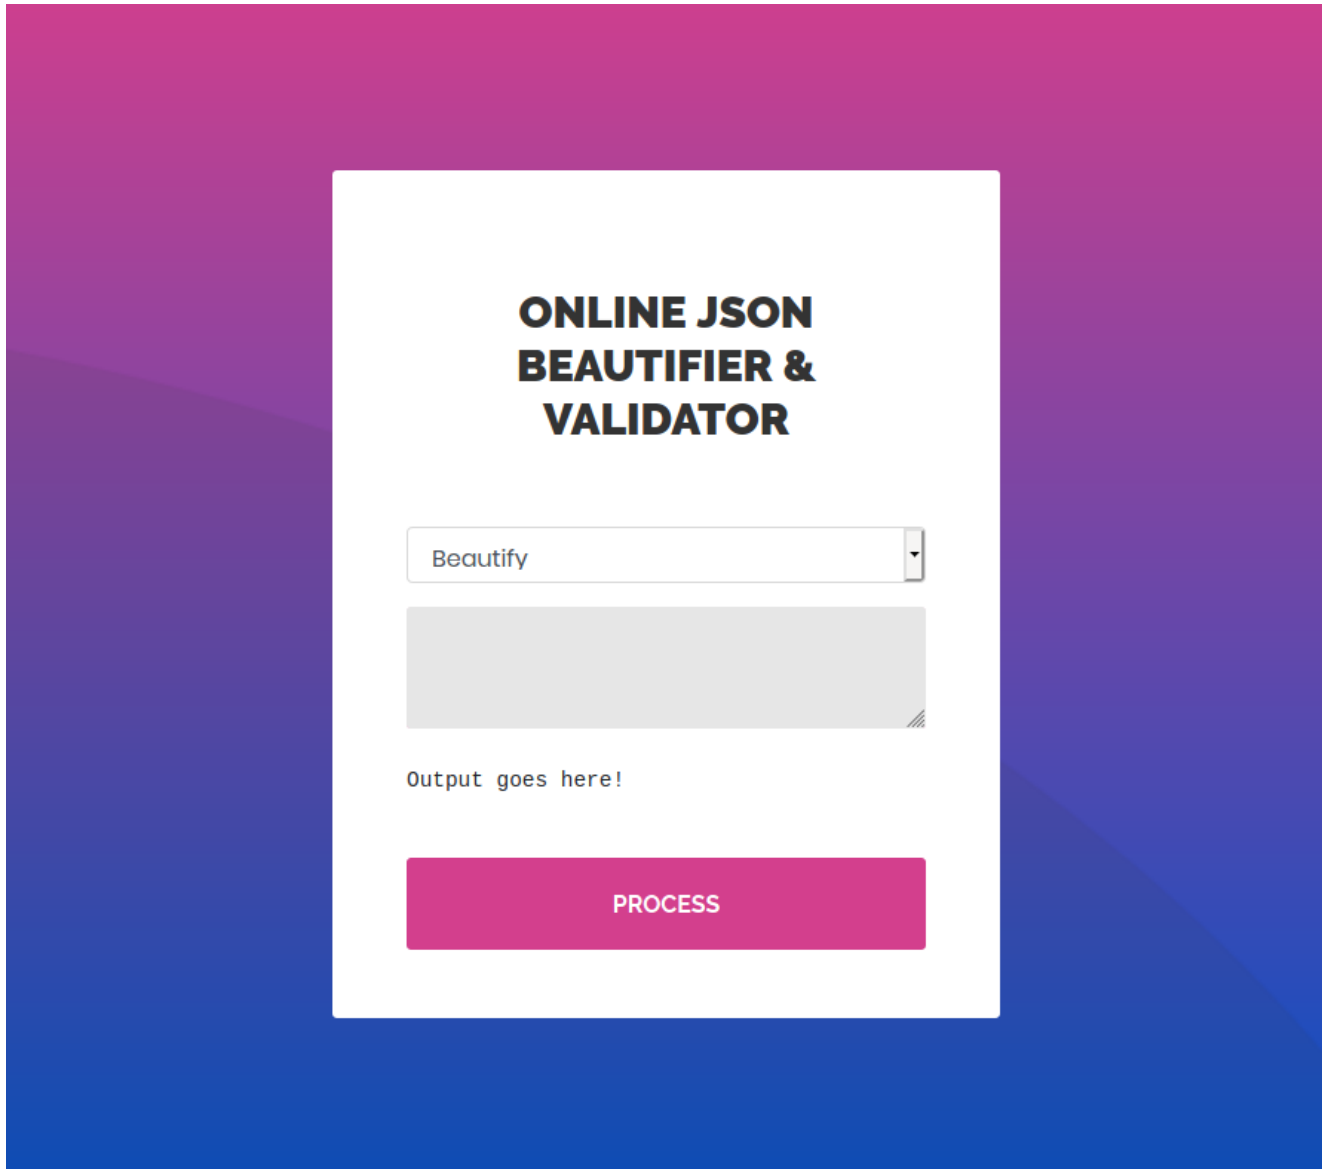 ONLINE JSON
BEAUTIFIER &
VALIDATOR
Beautify
Output goes here!
PROCESS